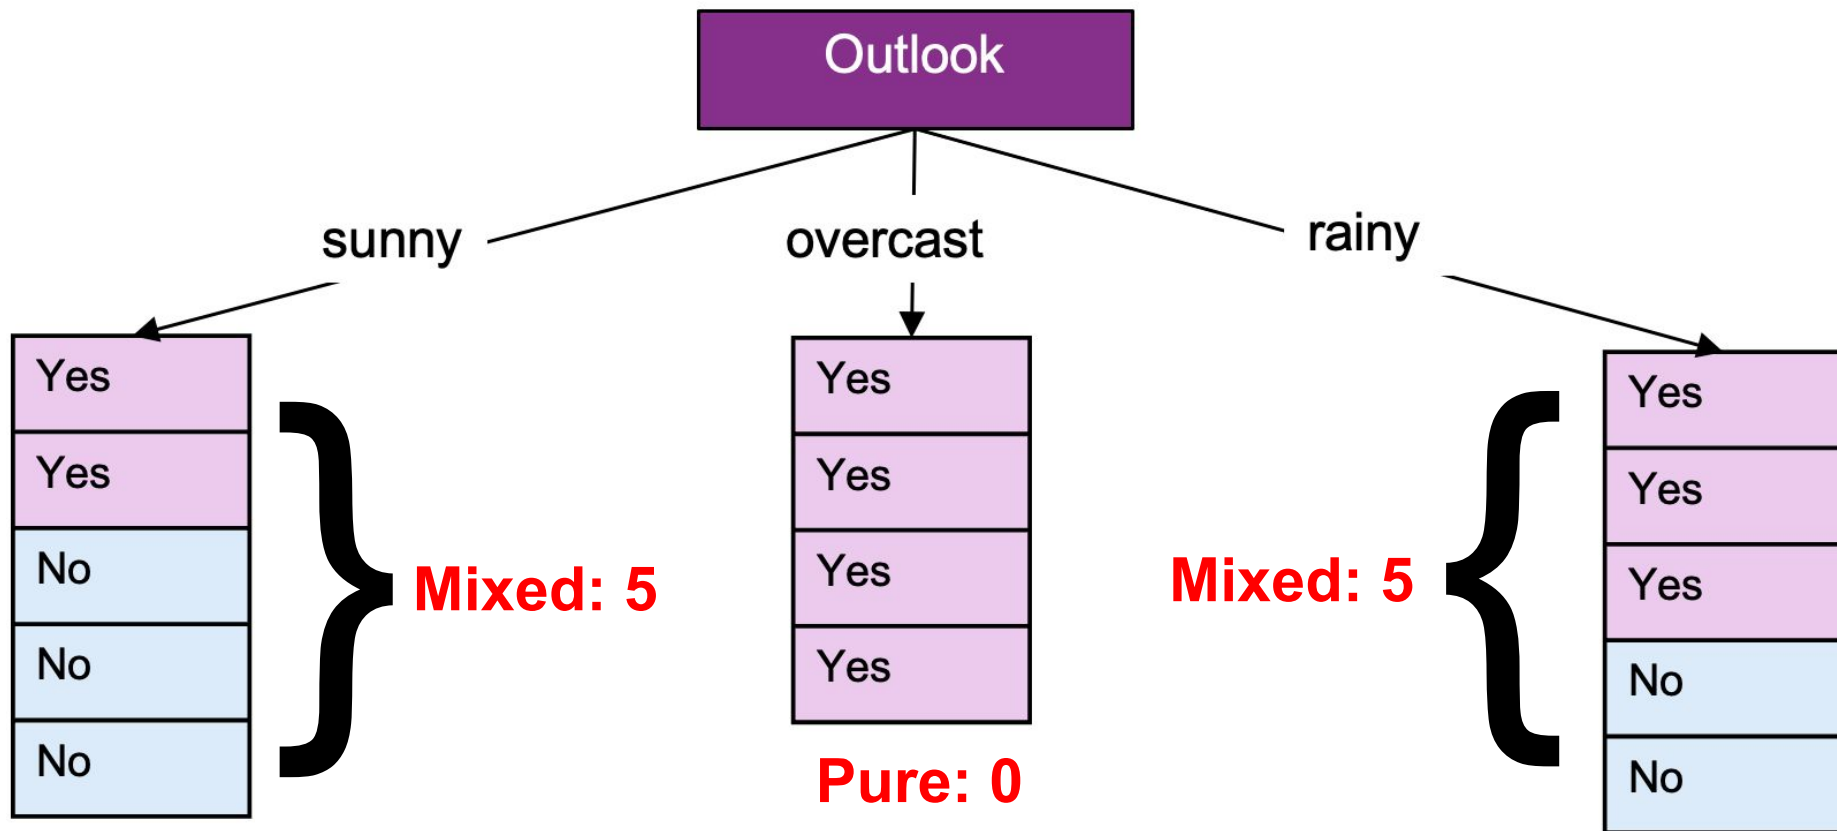 Outlook
sunny
overcast
rainy
Yes
Yes
No
No
No
Mixed: 5
Yes
Yes
Yes
Yes
Pure: 0
Mixed: 5
Yes
Yes
Yes
No
No